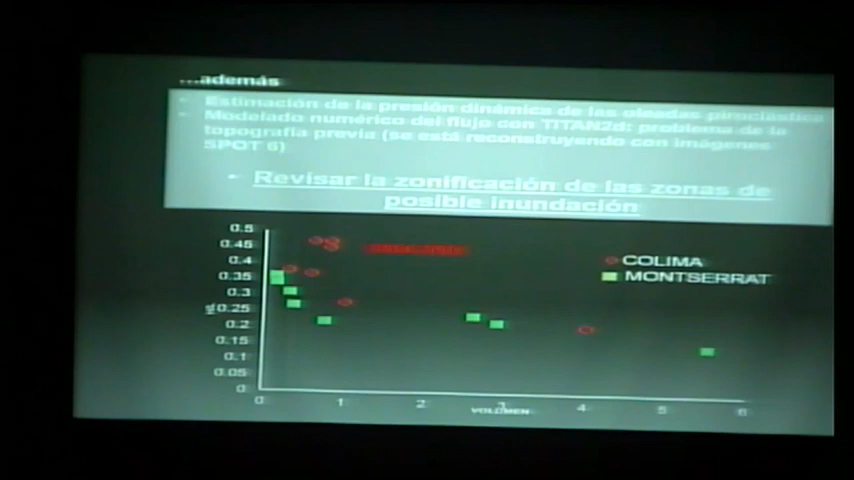 ...además
- Estimación de la presión dinámica de las oleadas piroclástica
- Modelado numérico del flujo con TITAN2d: problema de la
topografía previa (se está reconstruyendo con imágenes
SPOT 6)
- Revisar la zonificación de las zonas de
posible inundación
0.5
0.45
0.4
0.35
0.3
0.25
0.2
0.15
0.1
0.05
0
COLIMA
MONTSERRAT
0 1 2 3 4 5 6
VOLUMEN